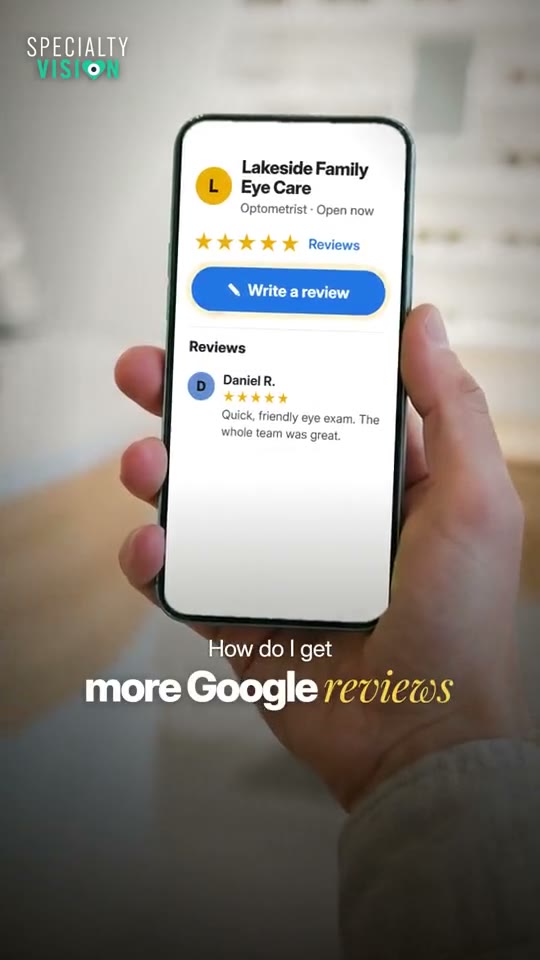 SPECIALTY
VISION
L
Lakeside Family
Eye Care
Optometrist · Open now
Reviews
Write a review
Reviews
D
Daniel R.
Quick, friendly eye exam. The
whole team was great.
How do I get
more Google reviews